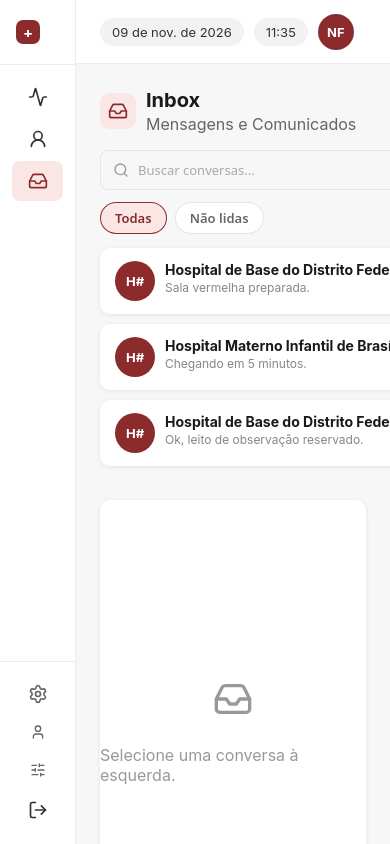 +
09 de nov. de 2026
11:35
NF
Inbox
Mensagens e Comunicados
Buscar conversas...
Todas
Não lidas
H#
Hospital de Base do Distrito Fede
Sala vermelha preparada.
H#
Hospital Materno Infantil de Brasí
Chegando em 5 minutos.
H#
Hospital de Base do Distrito Fede
Ok, leito de observação reservado.
Selecione uma conversa à
esquerda.